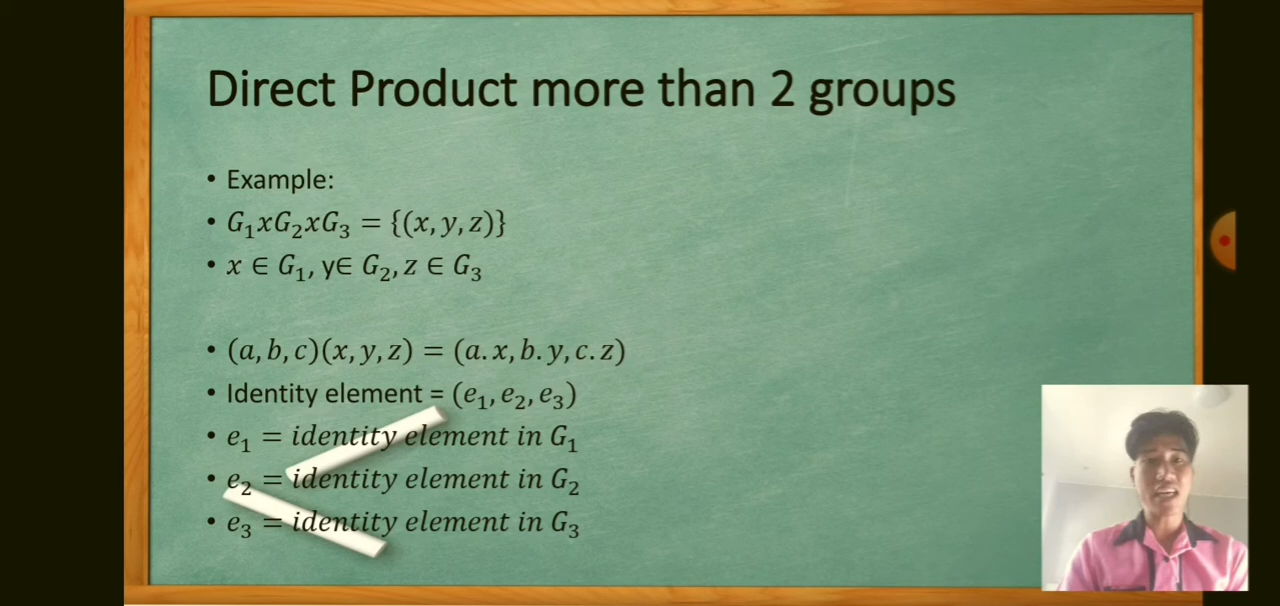 Direct Product more than 2 groups
• Example:
• G₁xG₂xG₃ = {(x, y, z)}
• x ∈ G₁, y∈ G₂, z ∈ G₃
• (a, b, c)(x, y, z) = (a. x, b. y, c. z)
• Identity element = (e₁, e₂, e₃)
• e₁ = identity element in G₁
• e₂ = identity element in G₂
• e₃ = identity element in G₃